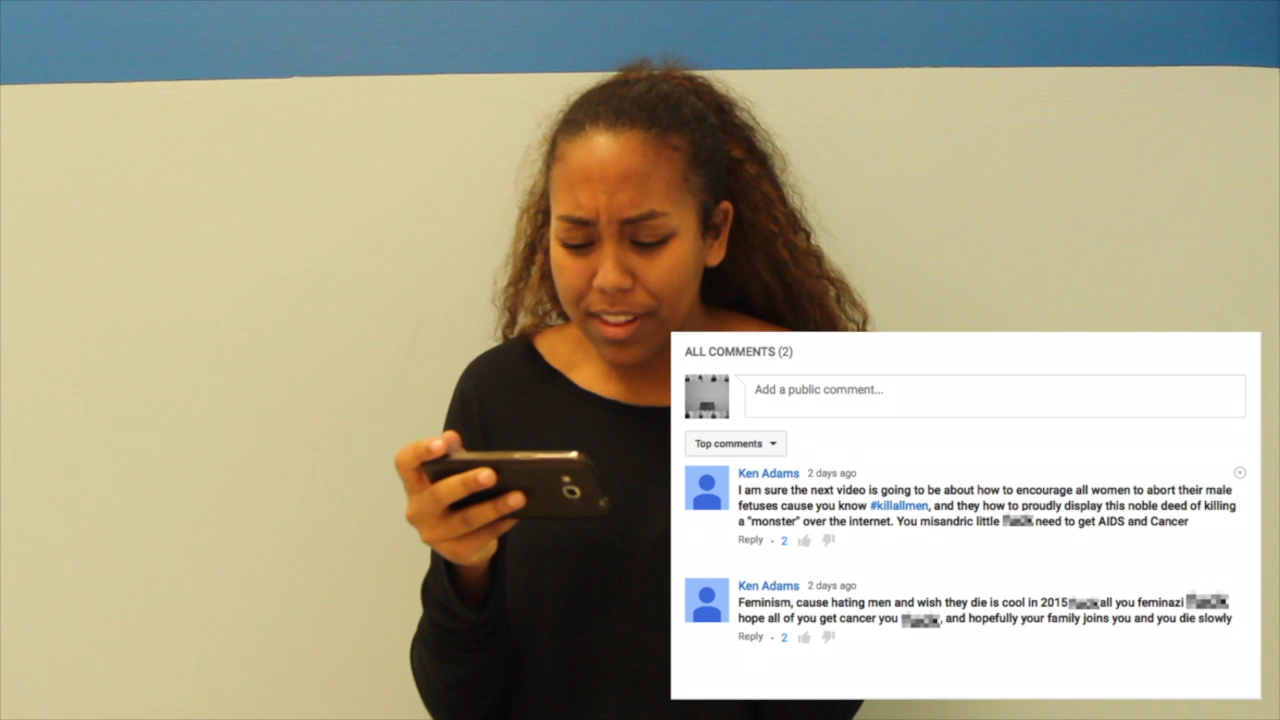 ALL COMMENTS (2)
Add a public comment...
Top comments
Ken Adams 2 days ago
I am sure the next video is going to be about how to encourage all women to abort their male
fetuses cause you know #killallmen, and they how to proudly display this noble deed of killing
a "monster" over the internet. You misandric little need to get AIDS and Cancer
Reply · 2
Ken Adams 2 days ago
Feminism, cause hating men and wish they die is cool in 2015 all you feminazi
hope all of you get cancer you , and hopefully your family joins you and you die slowly
Reply · 2